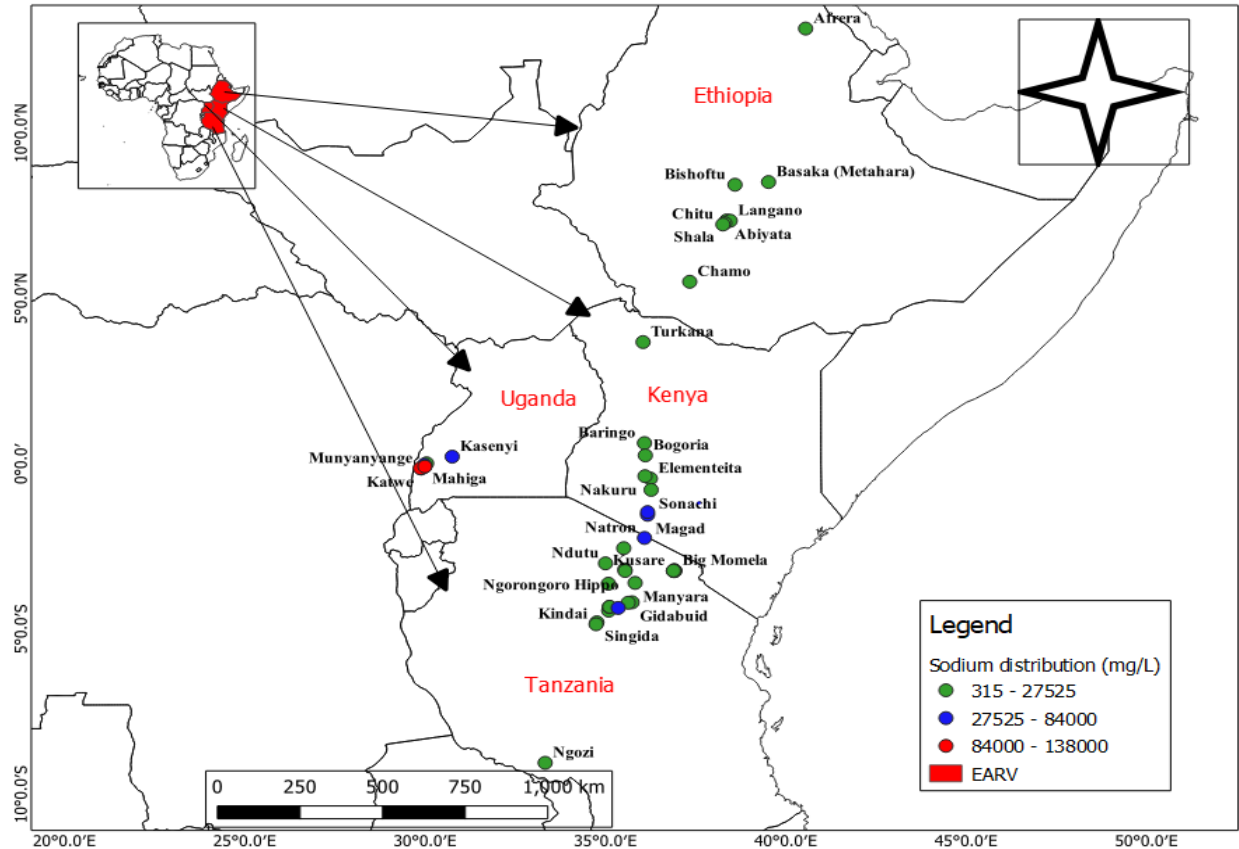 Afrera
Ethiopia
10°0.0'N
Bishoftu
Basaka (Metahara)
Chitu
Langano
Shala
Abiyata
Chamo
5°0.0'N
Turkana
Uganda
Kenya
Baringo
Bogoria
Kasenyi
Munyanyange
Elementeita
0°0.0'
Katwe
Mahiga
Nakuru
Sonachi
Natron
Magad
Ndutu
Kusare
Big Momela
Ngorongoro Hippo
Manyara
Kindai
Gidabuid
Singida
5°0.0'S
Tanzania
Legend
Sodium distribution (mg/L)
315 - 27525
27525 - 84000
84000 - 138000
EARV
Ngozi
10°0.0'S
0 250 500 750 1,000 km
20°0.0'E 25°0.0'E 30°0.0'E 35°0.0'E 40°0.0'E 45°0.0'E 50°0.0'E